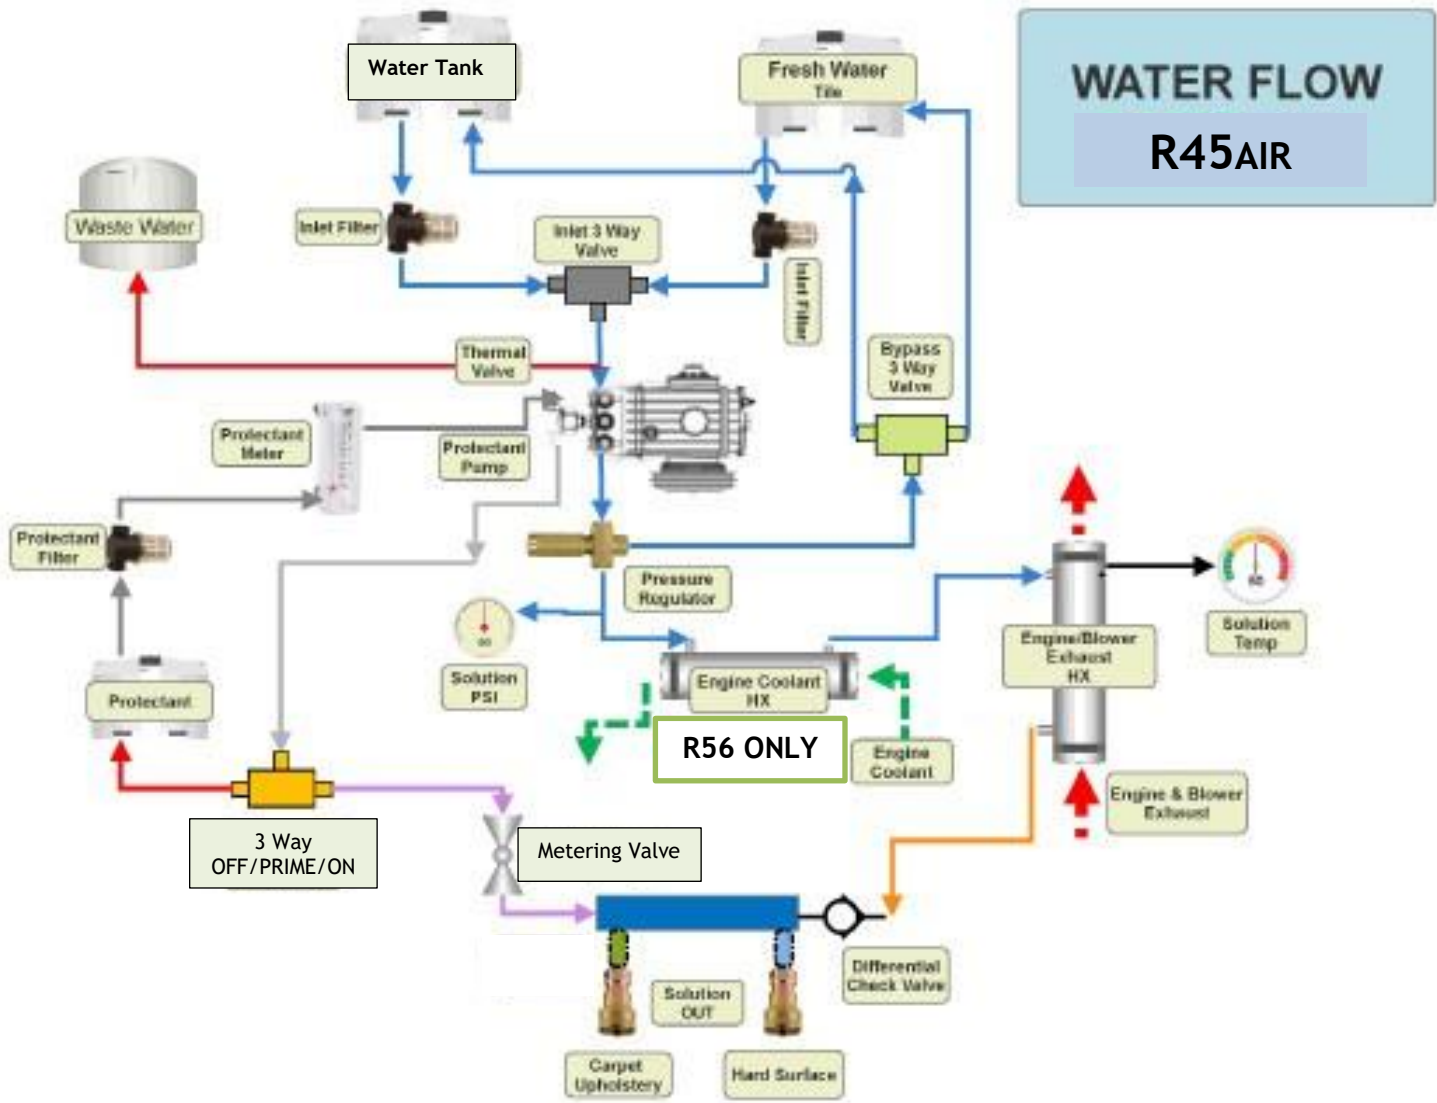 Water Tank
Fresh Water
Tile
WATER FLOW
R45AIR
Waste Water
Inlet Filter
Inlet 3 Way
Valve
Inlet Filter
Thermal
Valve
Bypass
3 Way
Valve
Protectant
Meter
Protectant
Pump
Protectant
Filter
Pressure
Regulator
Solution
PSI
Engine Coolant
HX
R56 ONLY
Engine
Coolant
Engine/Blower
Exhaust
HX
Solution
Temp
Protectant
Engine & Blower
Exhaust
3 Way
OFF/PRIME/ON
Metering Valve
Differential
Check Valve
Solution
OUT
Carpet
Upholstery
Hard Surface